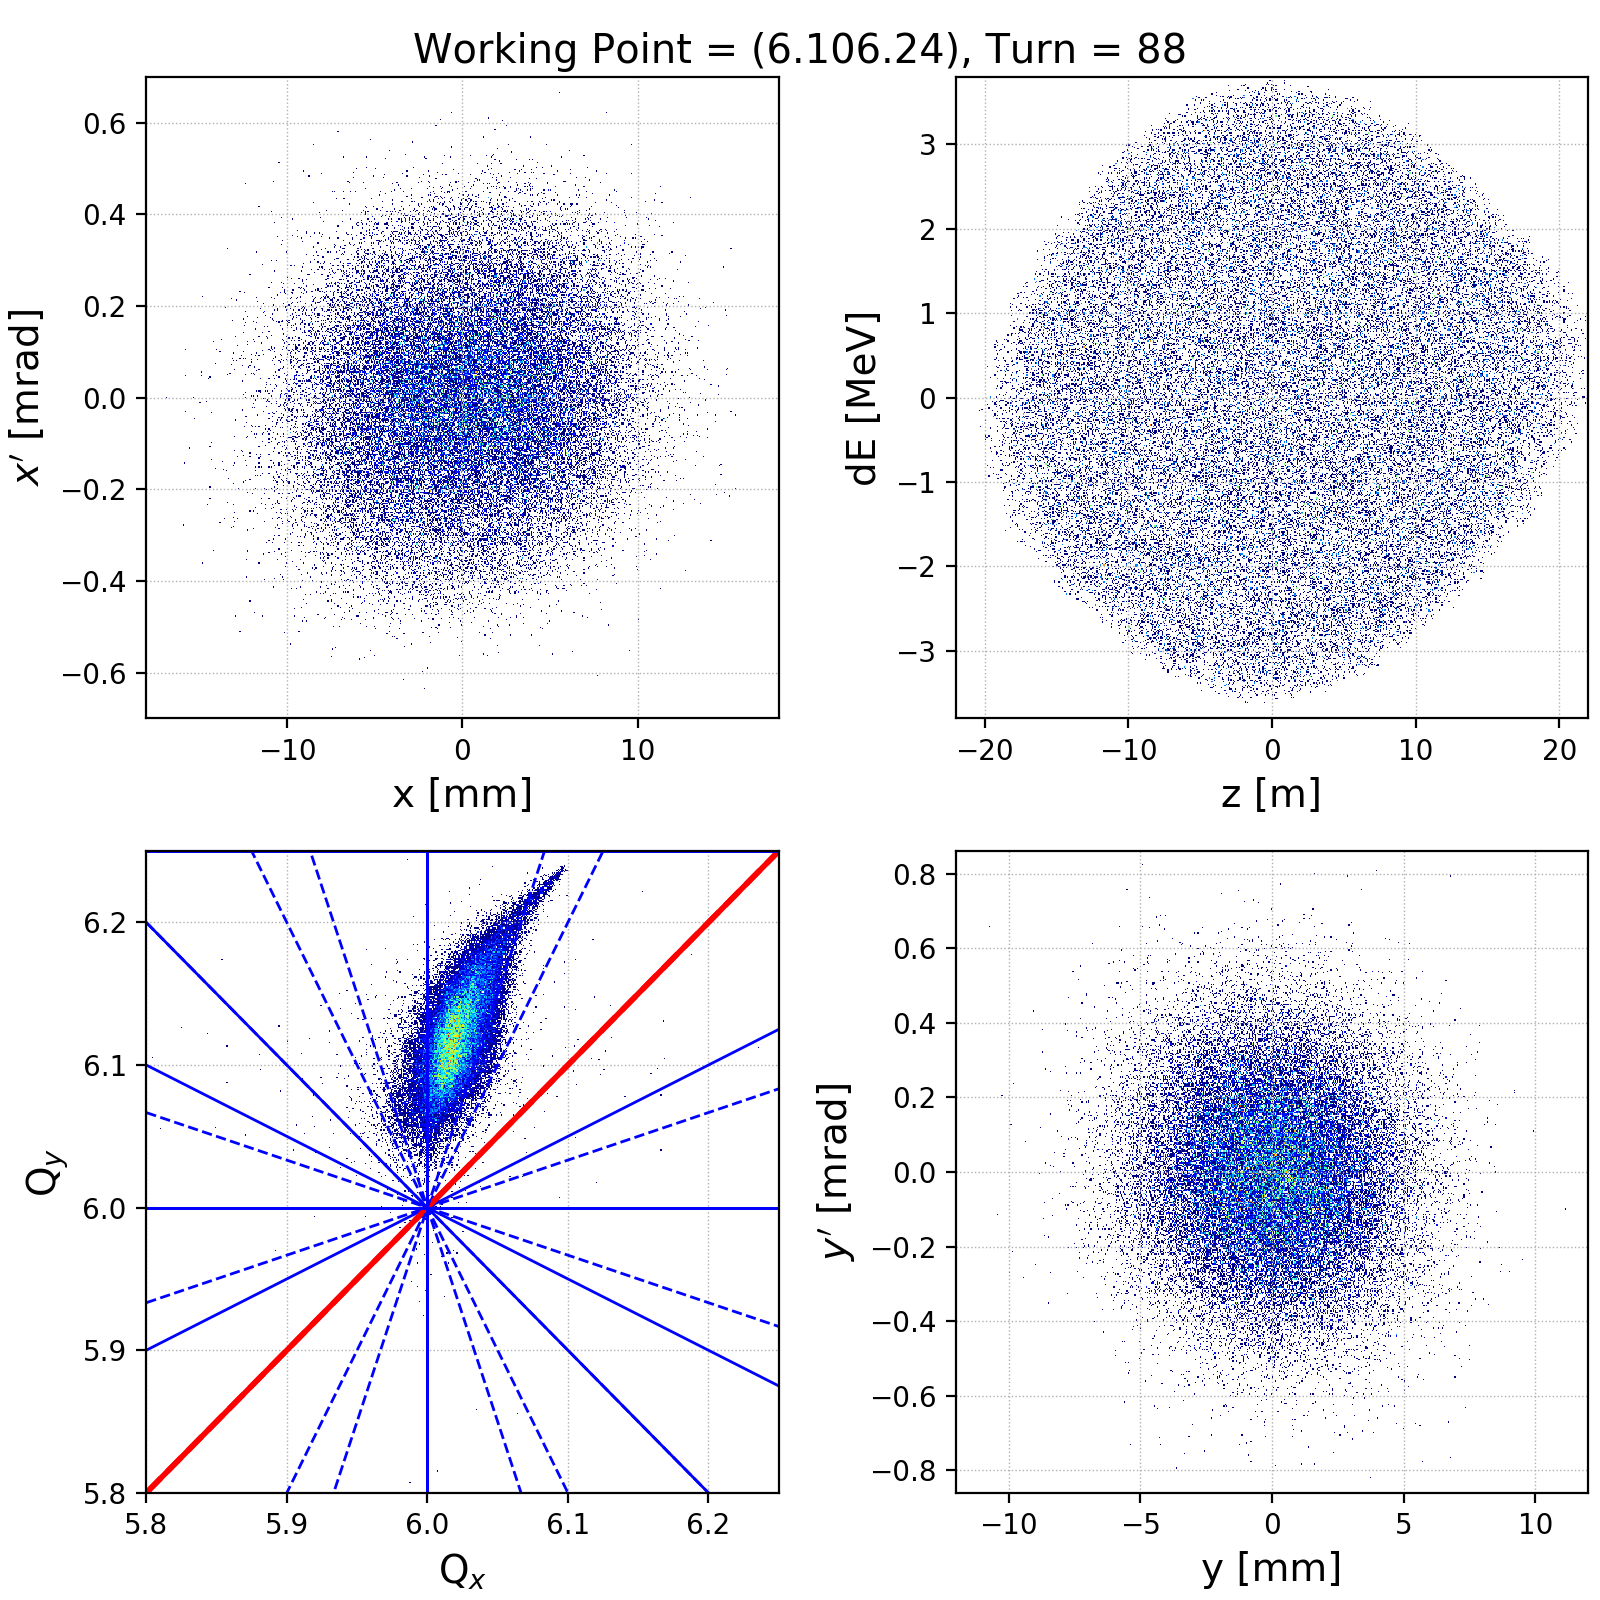 Working Point = (6.106.24), Turn = 88
0.6
0.4
0.2
0.0
−0.2
−0.4
−0.6
x′ [mrad]
−10 0 10
x [mm]
3
2
1
0
−1
−2
−3
dE [MeV]
−20 −10 0 10 20
z [m]
6.2
6.1
6.0
5.9
5.8
Qy
5.8 5.9 6.0 6.1 6.2
Qx
0.8
0.6
0.4
0.2
0.0
−0.2
−0.4
−0.6
−0.8
y′ [mrad]
−10 −5 0 5 10
y [mm]